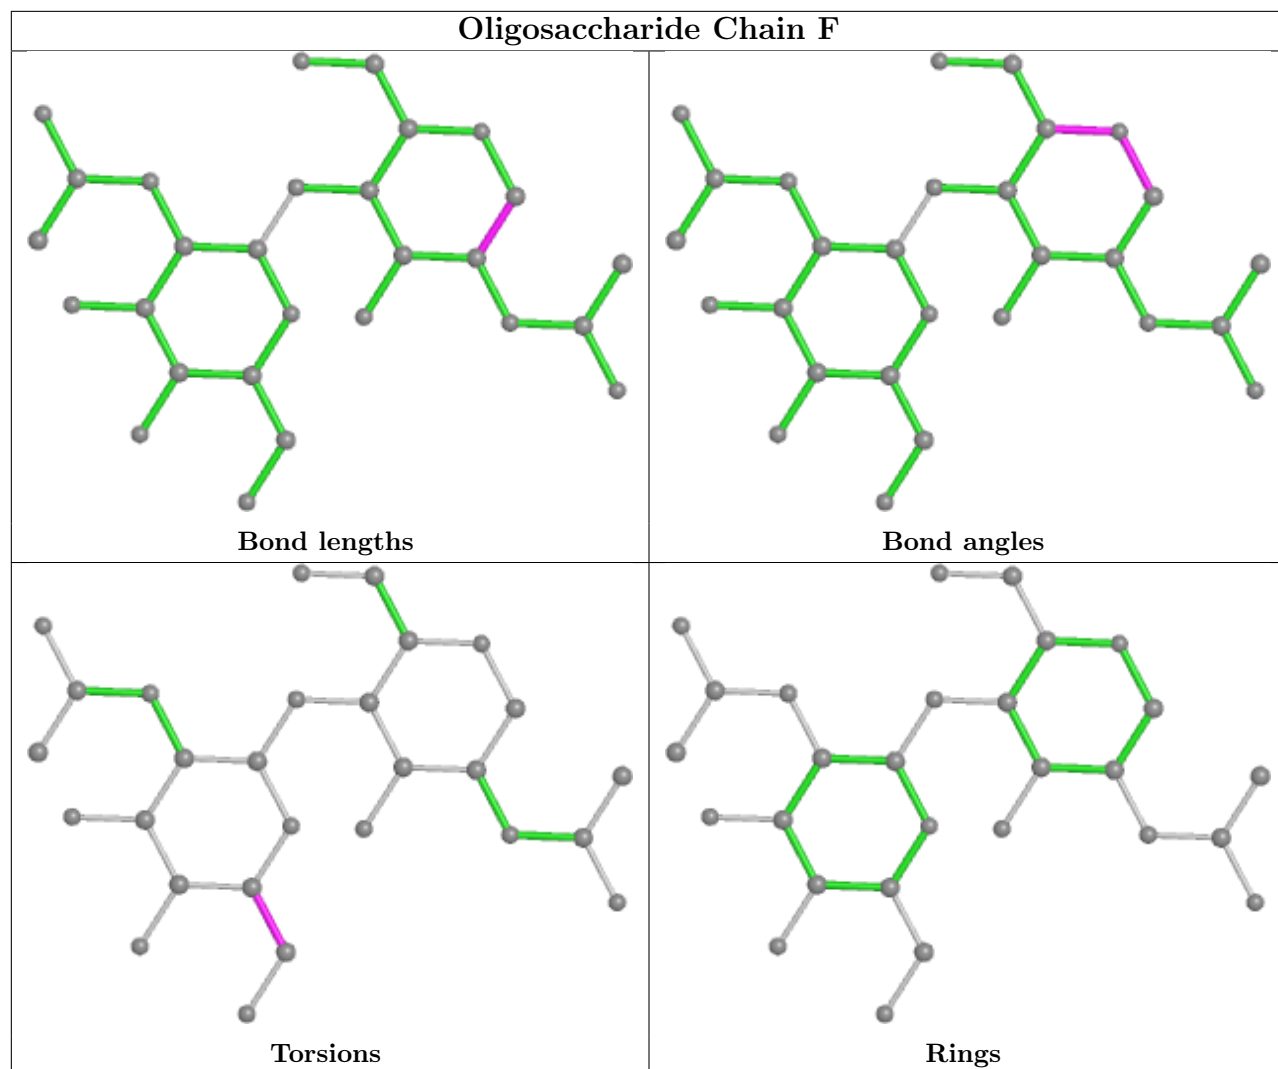 Oligosaccharide Chain F
Bond lengths
Bond angles
Torsions
Rings